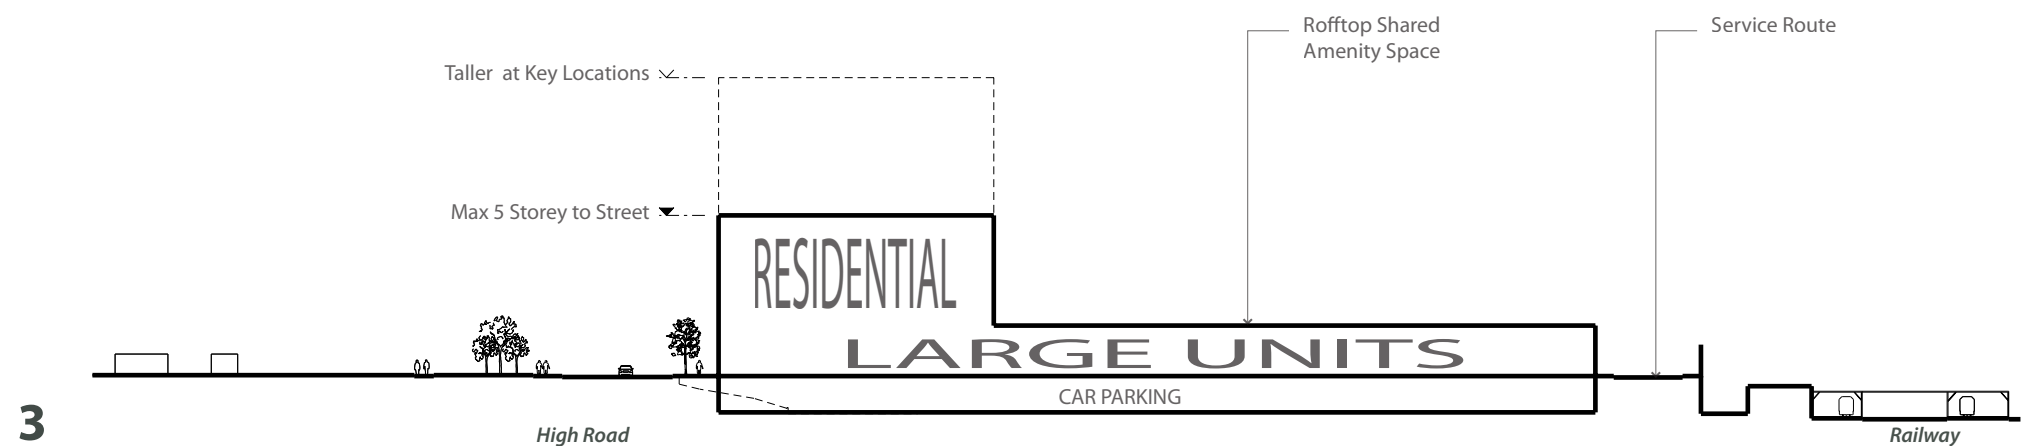 Rofftop Shared
Amenity Space
Service Route
Taller at Key Locations
Max 5 Storey to Street
RESIDENTIAL
LARGE UNITS
CAR PARKING
3
High Road
Railway